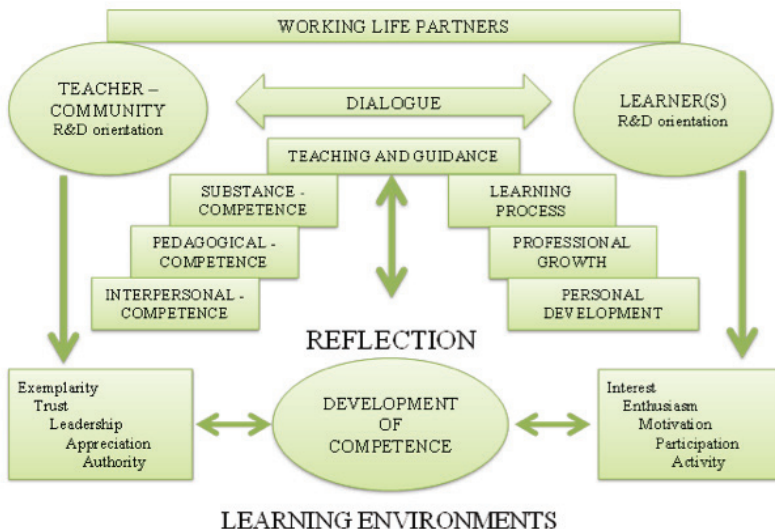 WORKING LIFE PARTNERS
TEACHER –
COMMUNITY
R&D orientation
DIALOGUE
LEARNER(S)
R&D orientation
TEACHING AND GUIDANCE
SUBSTANCE -
COMPETENCE
LEARNING
PROCESS
PEDAGOGICAL -
COMPETENCE
PROFESSIONAL
GROWTH
INTERPERSONAL -
COMPETENCE
PERSONAL
DEVELOPMENT
REFLECTION
Exemplarity
Trust
Leadership
Appreciation
Authority
DEVELOPMENT
OF
COMPETENCE
Interest
Enthusiasm
Motivation
Participation
Activity
LEARNING ENVIRONMENTS